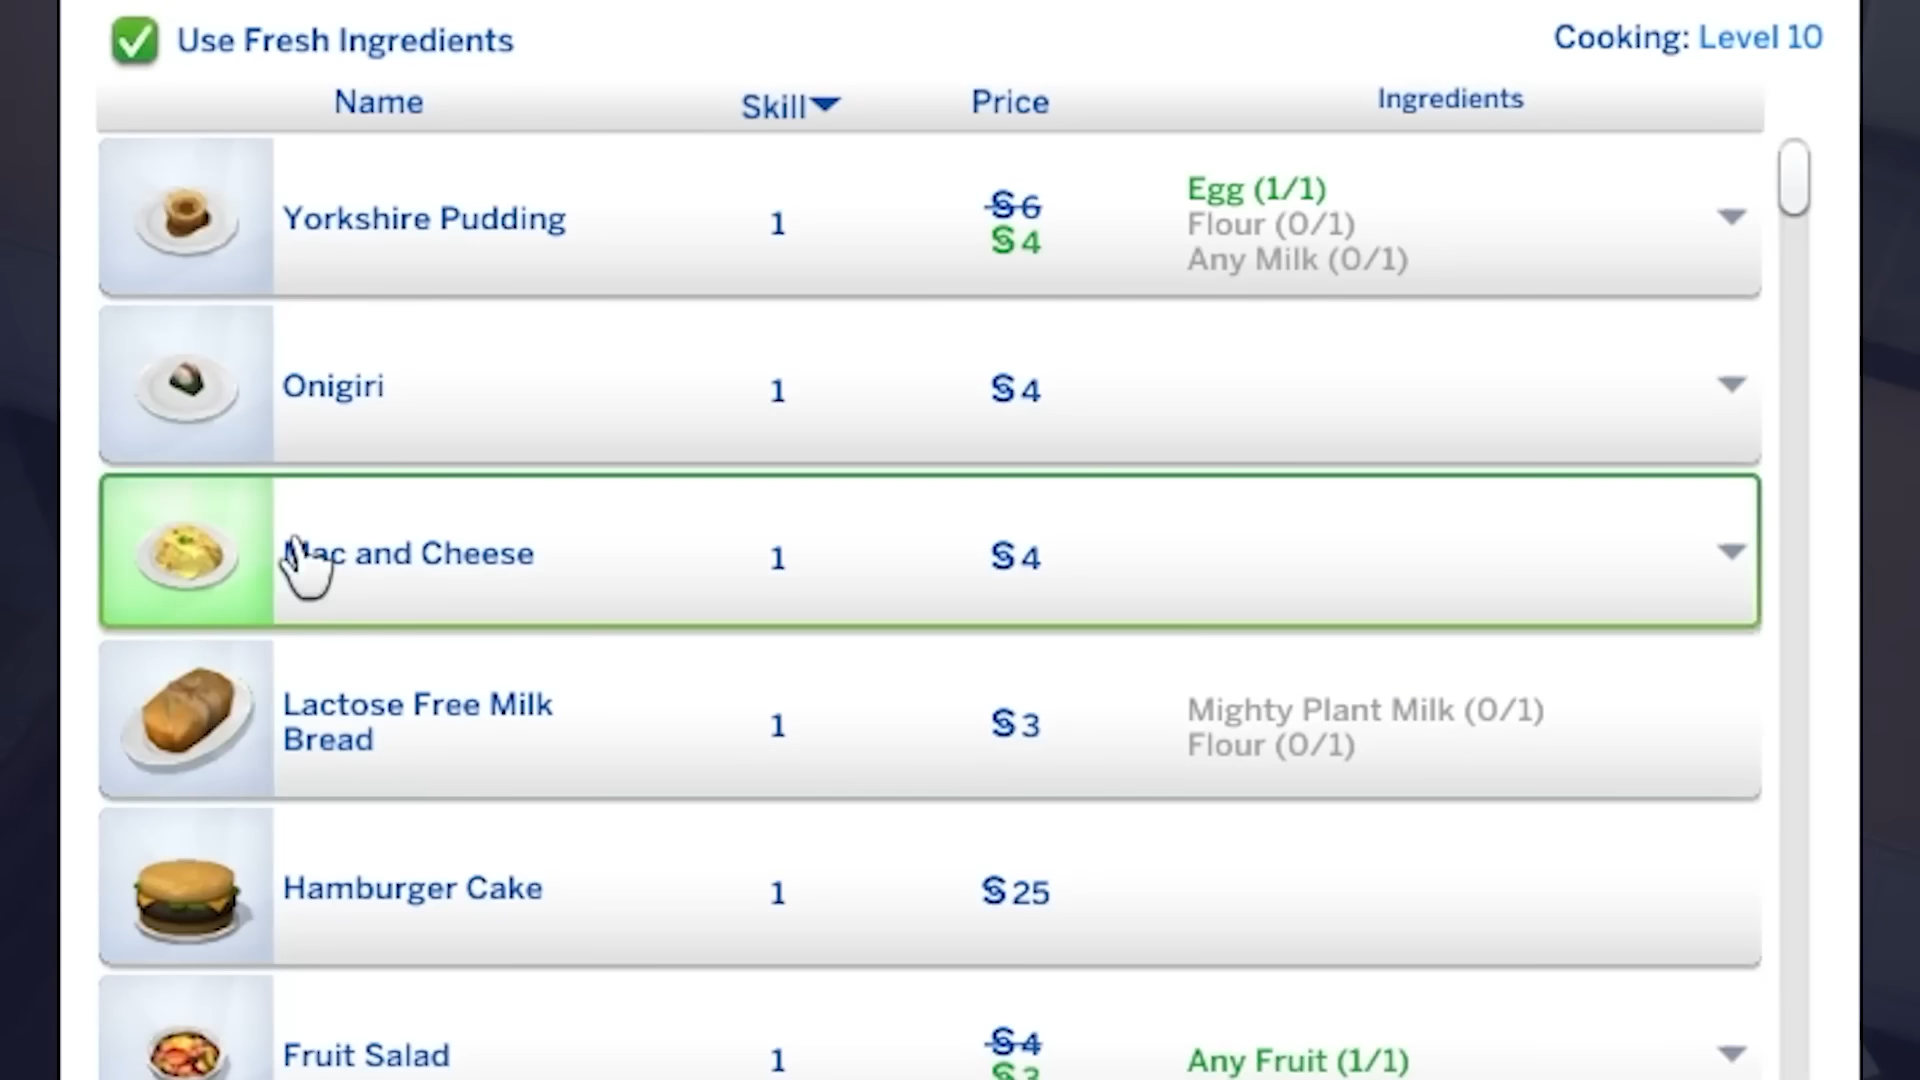 Use Fresh Ingredients
Cooking: Level 10
Name Skill Price Ingredients
Yorkshire Pudding 1 §6 §4
Egg (1/1)
Flour (0/1)
Any Milk (0/1)
Onigiri 1 §4
Mac and Cheese 1 §4
Lactose Free Milk
Bread
1 §3
Mighty Plant Milk (0/1)
Flour (0/1)
Hamburger Cake 1 §25
Fruit Salad 1 §4 §3
Any Fruit (1/1)